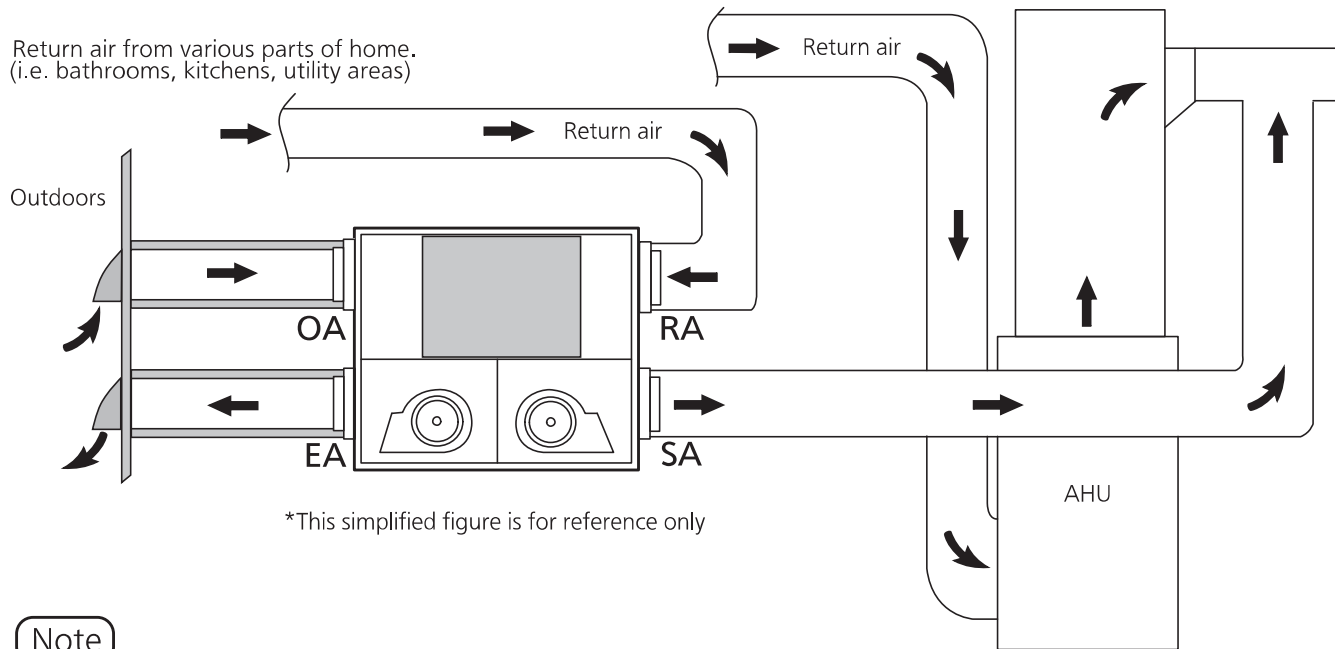 Return air from various parts of home.
(i.e. bathrooms, kitchens, utility areas)
Return air
Return air
Outdoors
OA
RA
EA
SA
AHU
*This simplified figure is for reference only
Note